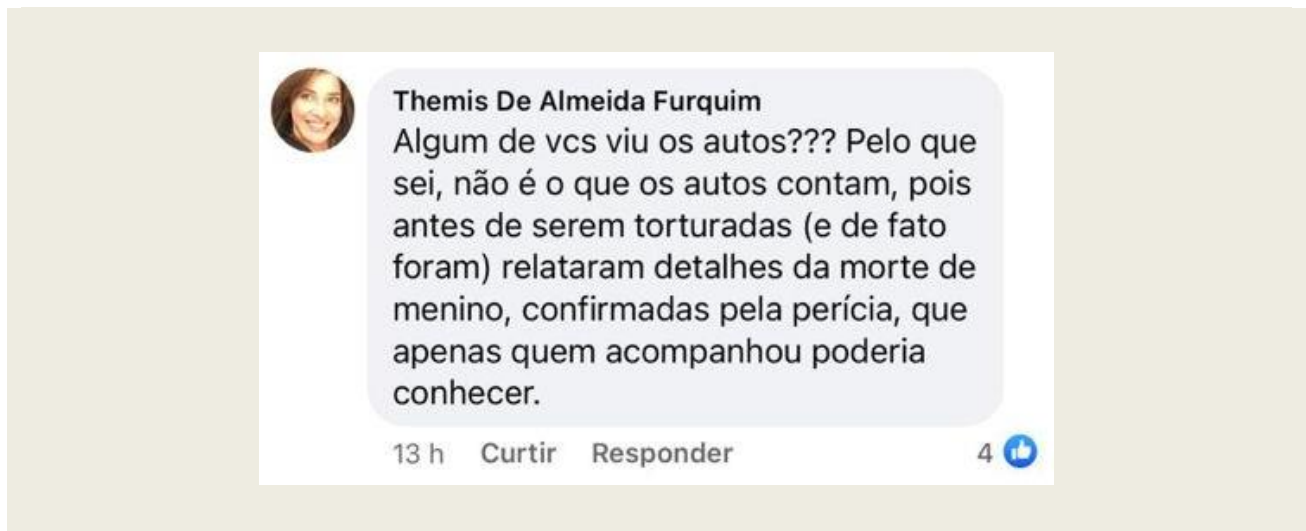 Themis De Almeida Furquim
Algum de vcs viu os autos??? Pelo que
sei, não é o que os autos contam, pois
antes de serem torturadas (e de fato
foram) relataram detalhes da morte de
menino, confirmadas pela perícia, que
apenas quem acompanhou poderia
conhecer.
13 h Curtir Responder 4